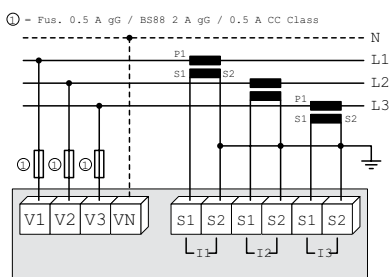 ① - Fus. 0.5 A gG / BS88 2 A gG / 0.5 A CC Class
N
P1
L1
S1 S2
L2
P1
L3
S1 S2
① ① ①
V1 V2 V3 VN S1 S2 S1 S2 S1 S2
I1 I2 I3